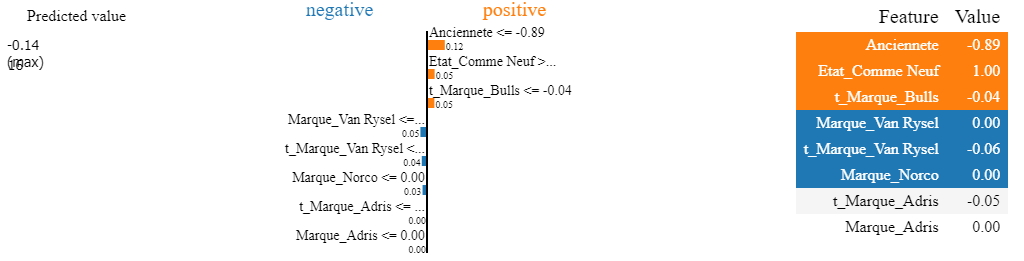 Predicted value
negative
positive
-0.14
(max)
Anciennete <= -0.89
0.12
Etat_Comme Neuf >...
0.05
t_Marque_Bulls <= -0.04
0.05
Marque_Van Rysel <=...
0.05
t_Marque_Van Rysel <...
0.04
Marque_Norco <= 0.00
0.03
t_Marque_Adris <= ...
0.00
Marque_Adris <= 0.00
0.00
Feature Value
Anciennete -0.89
Etat_Comme Neuf 1.00
t_Marque_Bulls -0.04
Marque_Van Rysel 0.00
t_Marque_Van Rysel -0.06
Marque_Norco 0.00
t_Marque_Adris -0.05
Marque_Adris 0.00